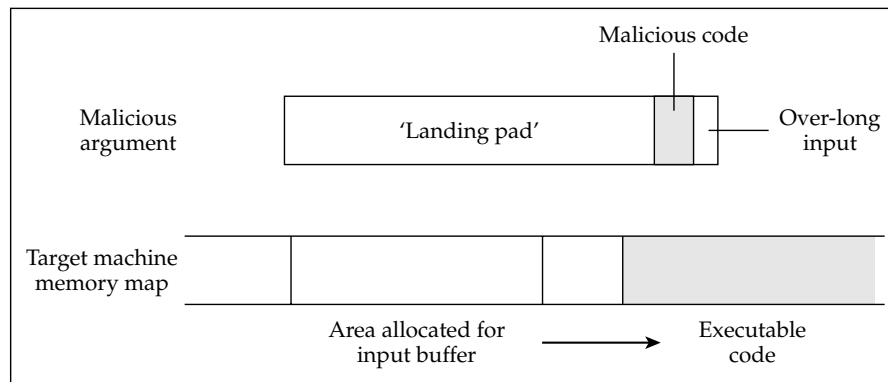 Malicious code
Malicious
argument
‘Landing pad’
Over-long
input
Target machine
memory map
Area allocated for
input buffer
Executable
code